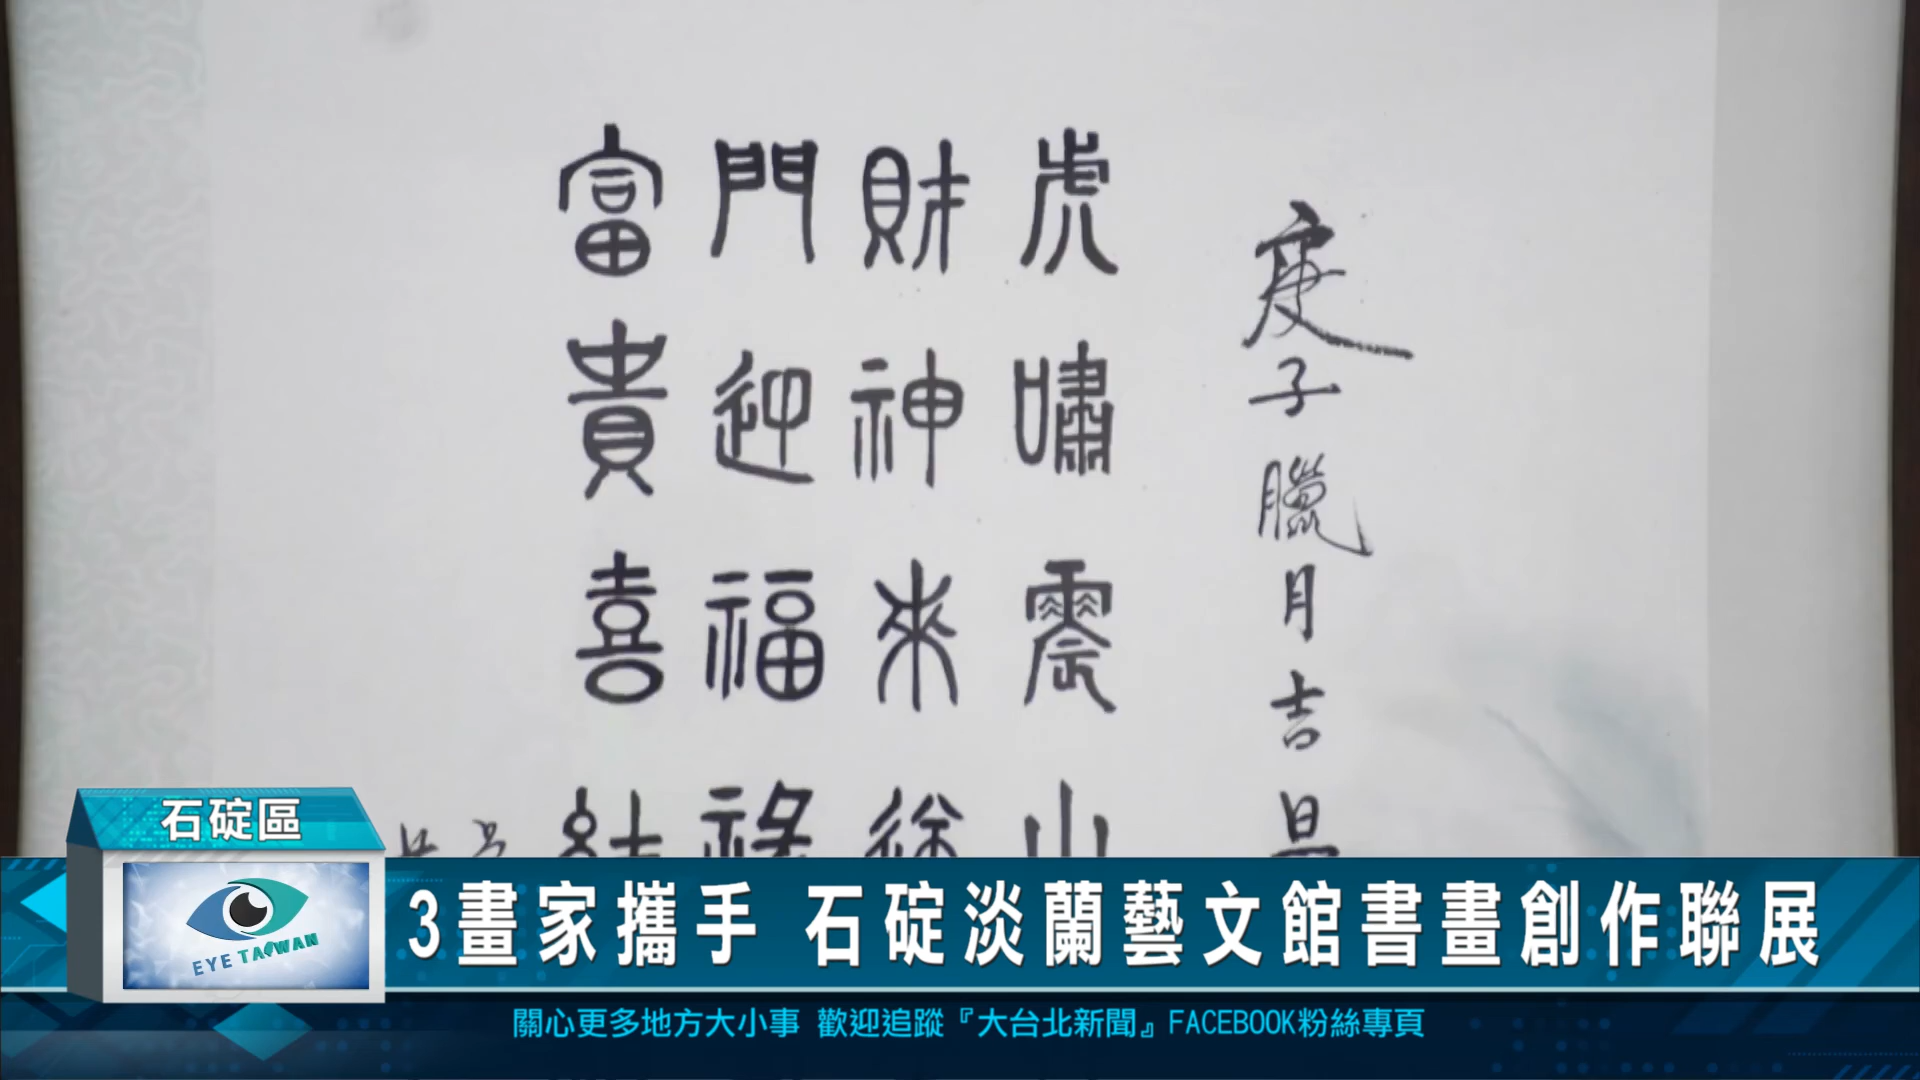 庚子臘月吉
虎嘯震山
財神來
門迎福祿
富貴喜結
石碇區
EYE TAIWAN
3畫家攜手 石碇淡蘭藝文館書畫創作聯展
關心更多地方大小事 歡迎追蹤『大台北新聞』FACEBOOK粉絲專頁